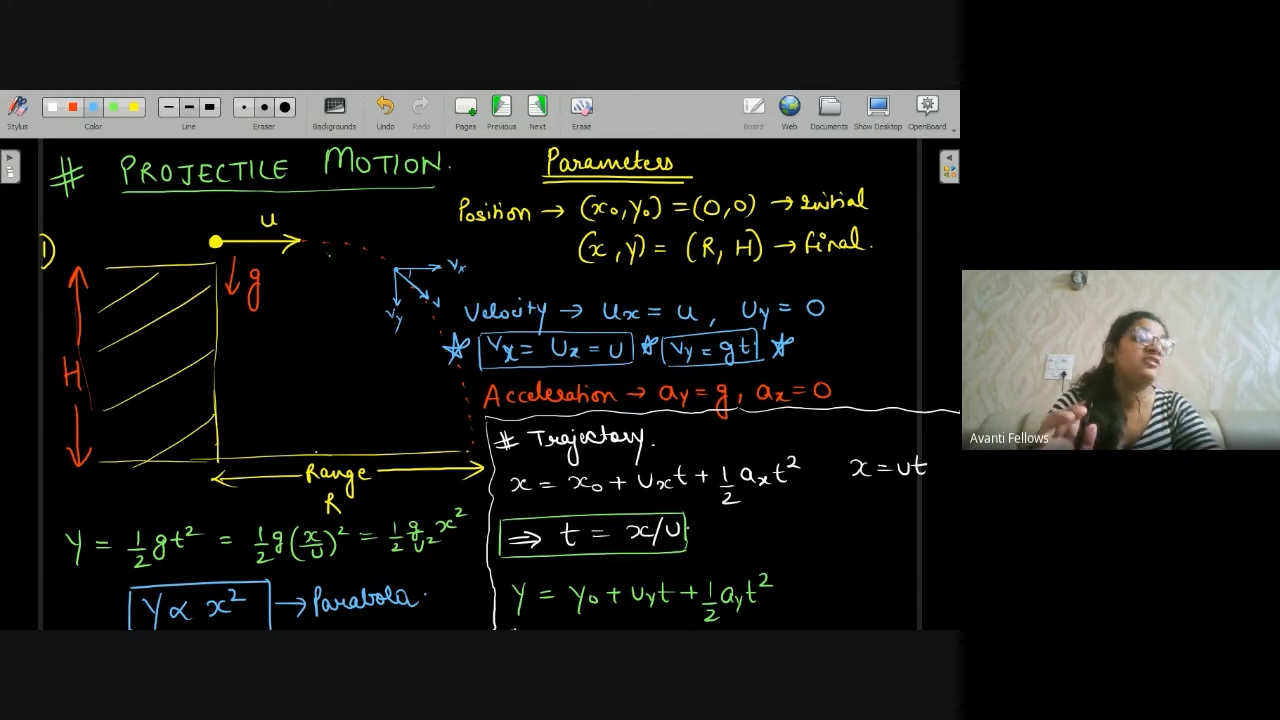 Stylus
Color
Line
Eraser
Backgrounds
Undo
Redo
Pages
Previous
Next
Erase
Board
Web
Documents
Show Desktop
OpenBoard
# PROJECTILE MOTION.
1)
u
↓ g
H
Vx
Vy
v
Range
R
Y = 1/2 gt² = 1/2 g(x/u)² = 1/2 g/u² x²
Y ∝ x² → Parabola.
Parameters
Position → (x₀, y₀) = (0, 0) → initial
(x, y) = (R, H) → final.
Velocity → Ux = u, Uy = 0
☆ Vx = Ux = U ☆ Vy = gt ☆
Acceleration → ay = g, ax = 0
# Trajectory.
x = x₀ + Uxt + 1/2 axt² x = ut
⇒ t = x/U
Y = Y₀ + Uyt + 1/2 ayt²
Avanti Fellows